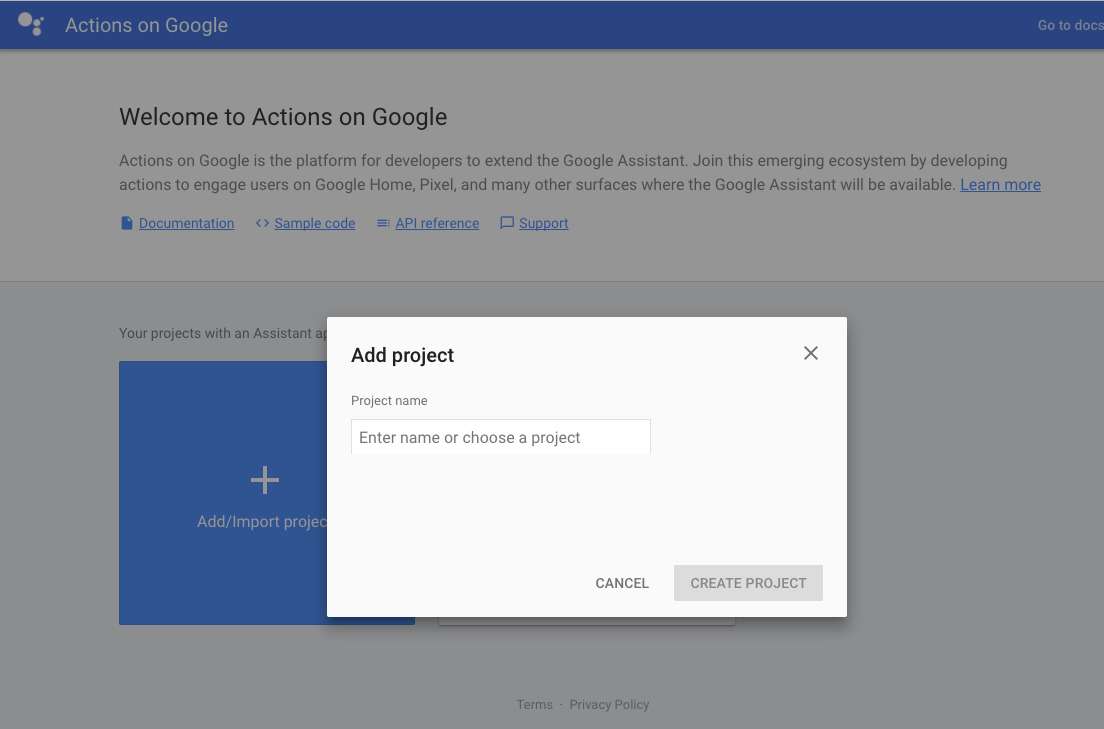 Actions on Google
Go to docs
Welcome to Actions on Google
Actions on Google is the platform for developers to extend the Google Assistant. Join this emerging ecosystem by developing
actions to engage users on Google Home, Pixel, and many other surfaces where the Google Assistant will be available. Learn more
Documentation
Sample code
API reference
Support
Your projects with an Assistant ap
Add/Import projec
Add project
Project name
Enter name or choose a project
CANCEL
CREATE PROJECT
Terms · Privacy Policy